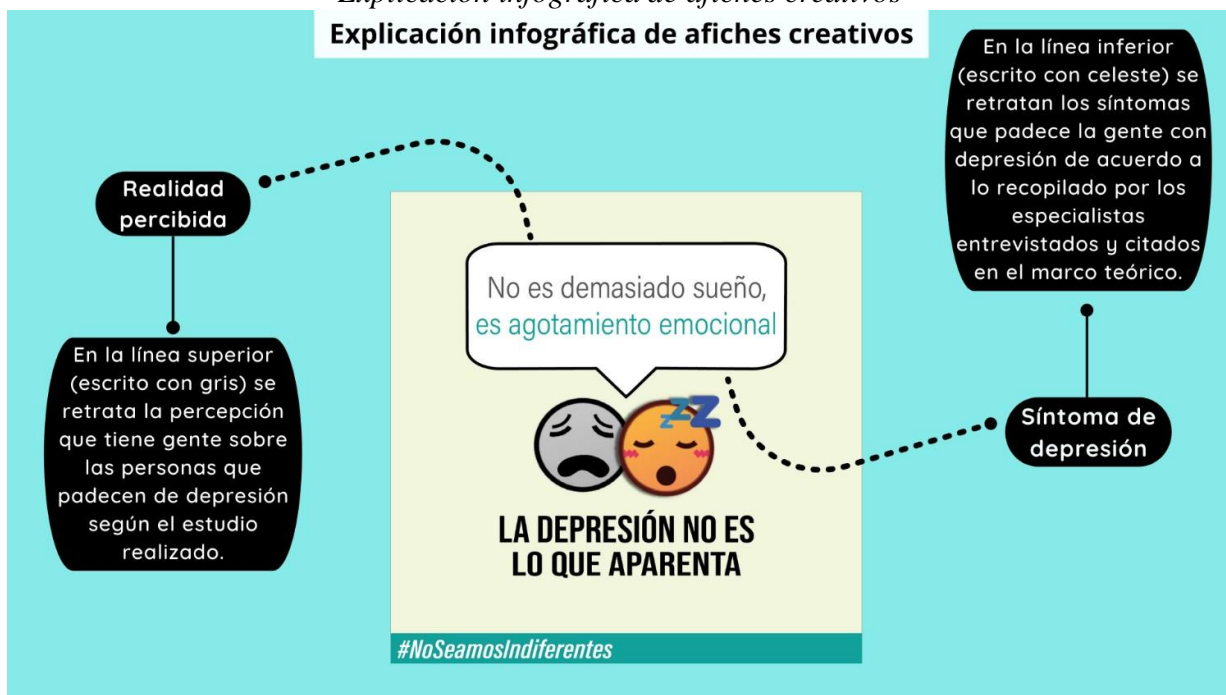 Explicación infográfica de afiches creativos
Explicación infográfica de afiches creativos
Realidad
percibida
En la línea superior
(escrito con gris) se
retrata la percepción
que tiene gente sobre
las personas que
padecen de depresión
según el estudio
realizado.
No es demasiado sueño,
es agotamiento emocional
zZZ
LA DEPRESIÓN NO ES
LO QUE APARENTA
#NoSeamosIndiferentes
En la línea inferior
(escrito con celeste) se
retratan los síntomas
que padece la gente con
depresión de acuerdo a
lo recopilado por los
especialistas
entrevistados y citados
en el marco teórico.
Síntoma de
depresión